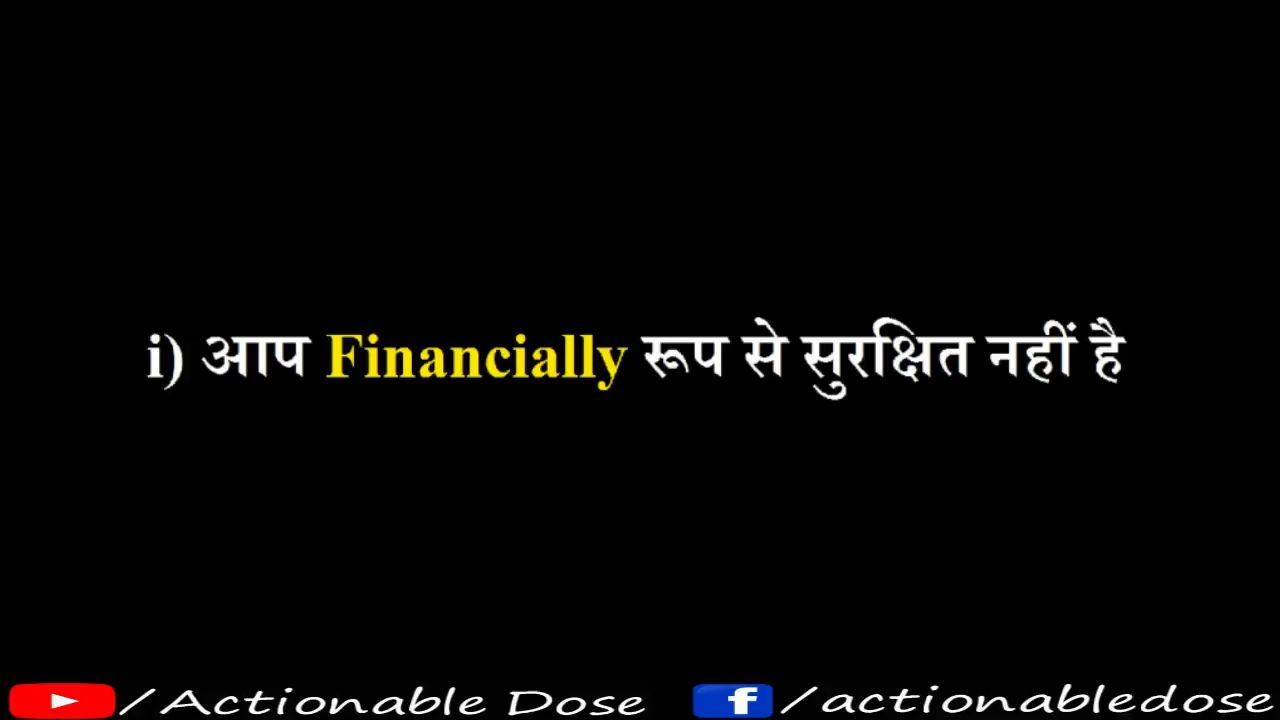 i) आप Financially रूप से सुरक्षित नहीं है
/Actionable Dose f/actionabledose